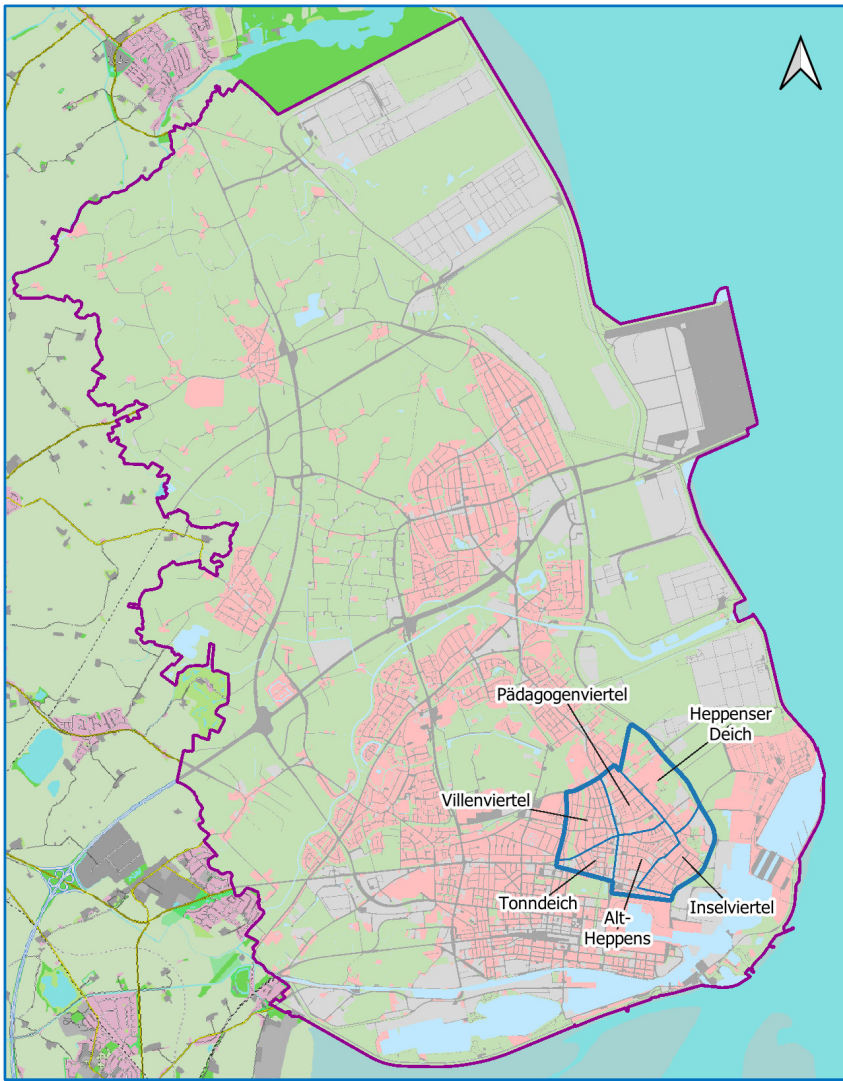 Pädagogenviertel
Heppenser
Deich
Villenviertel
Tonndeich
Alt-
Heppens
Inselviertel